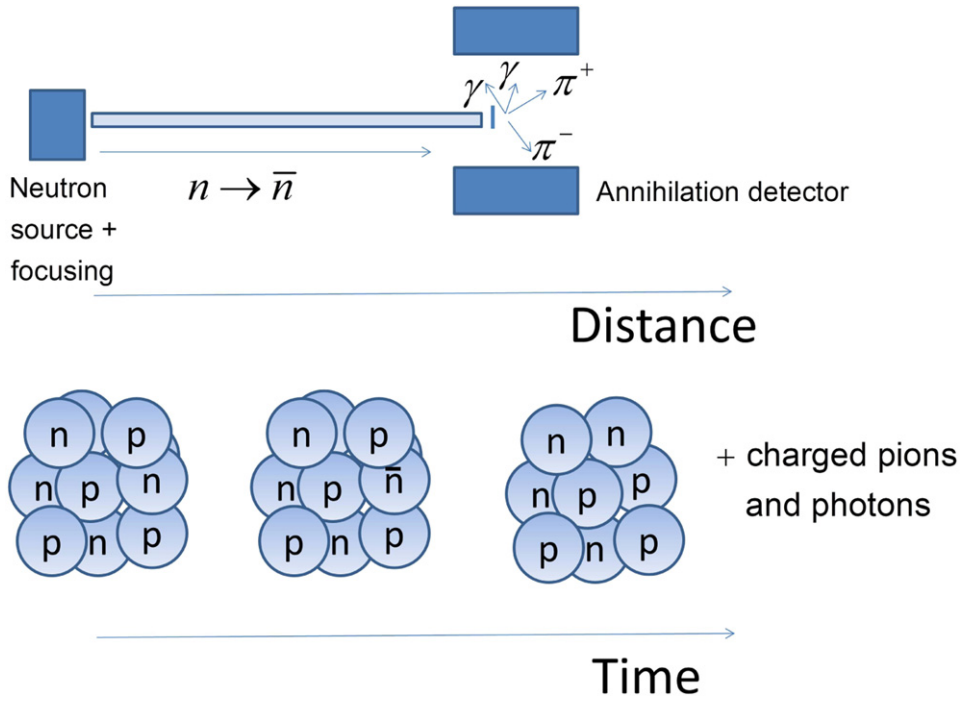 γ γ π⁺
π⁻
n → n̅
Neutron
source +
focusing
Annihilation detector
Distance
n p
n p n
p n p
n p
n p n̅
p n p
n n
n p p
p n p
+ charged pions
and photons
Time